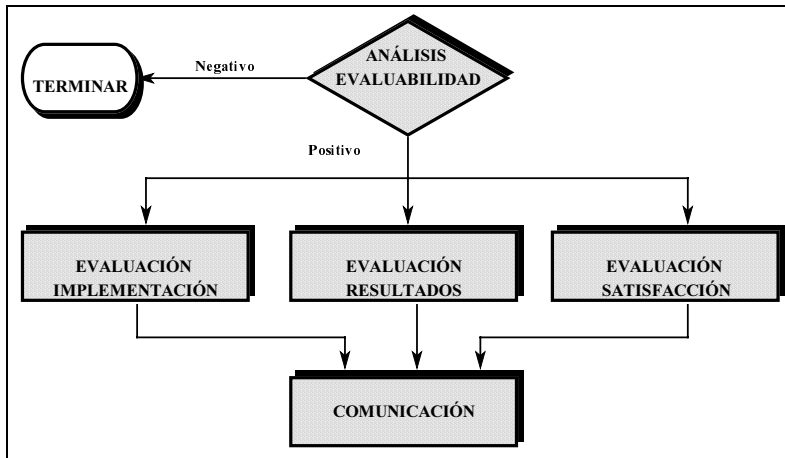 ANÁLISIS
EVALUABILIDAD
Negativo
TERMINAR
Positivo
EVALUACIÓN
IMPLEMENTACIÓN
EVALUACIÓN
RESULTADOS
EVALUACIÓN
SATISFACCIÓN
COMUNICACIÓN